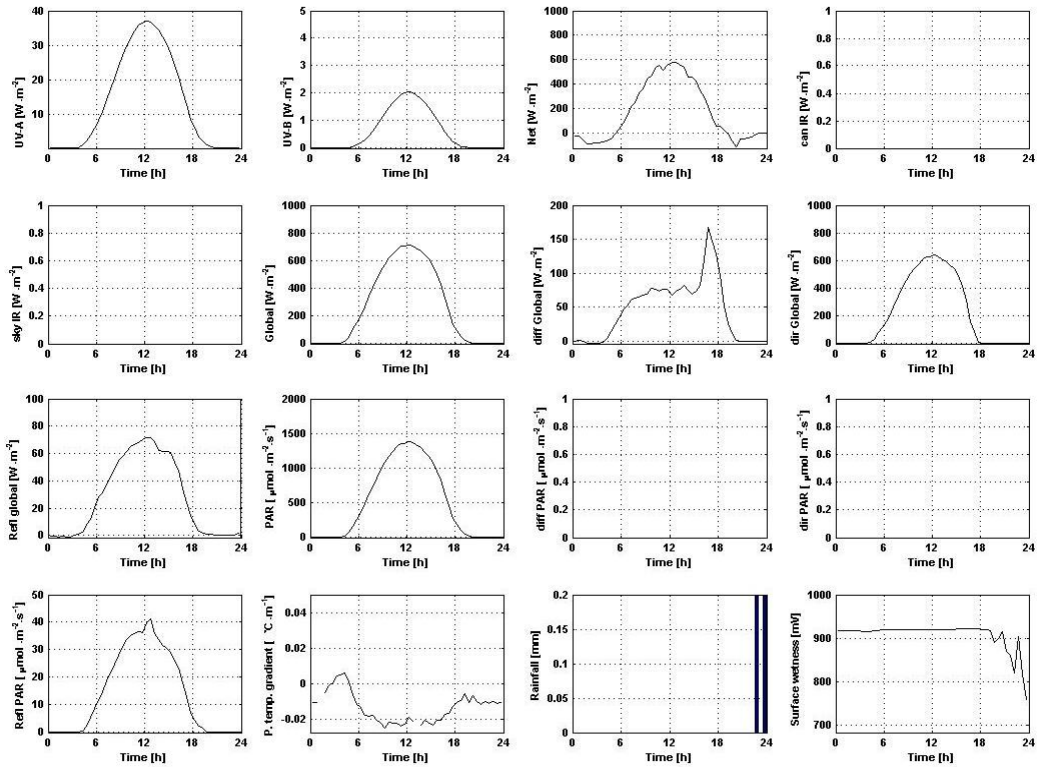 40
30
20
10
0
UV-A [W .m-2]
0 6 12 18 24
Time [h]
5
4
3
2
1
0
UV-B [W .m-2]
0 6 12 18 24
Time [h]
1000
800
600
400
200
0
Net [W .m-2]
0 6 12 18 24
Time [h]
1
0.8
0.6
0.4
0.2
0
can IR [W .m-2]
0 6 12 18 24
Time [h]
1
0.8
0.6
0.4
0.2
0
sky IR [W .m-2]
0 6 12 18 24
Time [h]
1000
800
600
400
200
0
Global [W .m-2]
0 6 12 18 24
Time [h]
200
150
100
50
0
diff Global [W .m-2]
0 6 12 18 24
Time [h]
1000
800
600
400
200
0
dir Global [W .m-2]
0 6 12 18 24
Time [h]
100
80
60
40
20
0
Refl global [W .m-2]
0 6 12 18 24
Time [h]
2000
1500
1000
500
0
PAR [ μmol .m-2.s-1]
0 6 12 18 24
Time [h]
1
0.8
0.6
0.4
0.2
0
diff PAR [ μmol .m-2.s-1]
0 6 12 18 24
Time [h]
1
0.8
0.6
0.4
0.2
0
dir PAR [ μmol .m-2.s-1]
0 6 12 18 24
Time [h]
50
40
30
20
10
0
Refl PAR [ μmol .m-2.s-1]
0 6 12 18 24
Time [h]
0.04
0.02
0
-0.02
P. temp. gradient [ °C .m-1]
0 6 12 18 24
Time [h]
0.2
0.15
0.1
0.05
0
Rainfall [mm]
0 6 12 18 24
Time [h]
1000
900
800
700
Surface wetness [mV]
0 6 12 18 24
Time [h]